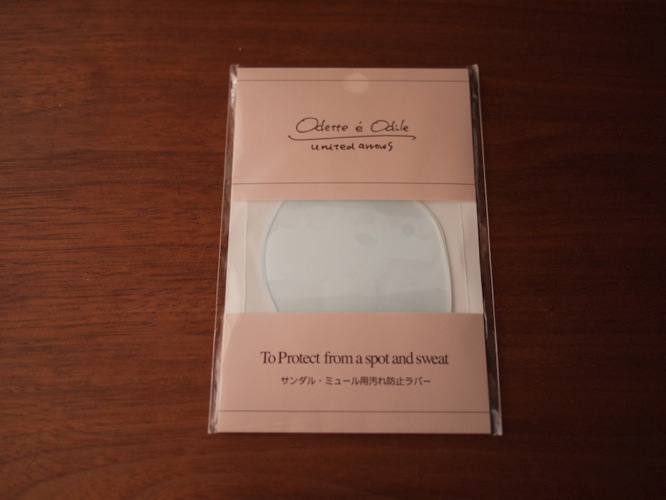 Odette é Odile
united arrows
To Protect from a spot and sweat
サンダル・ミュール用汚れ防止ラバー